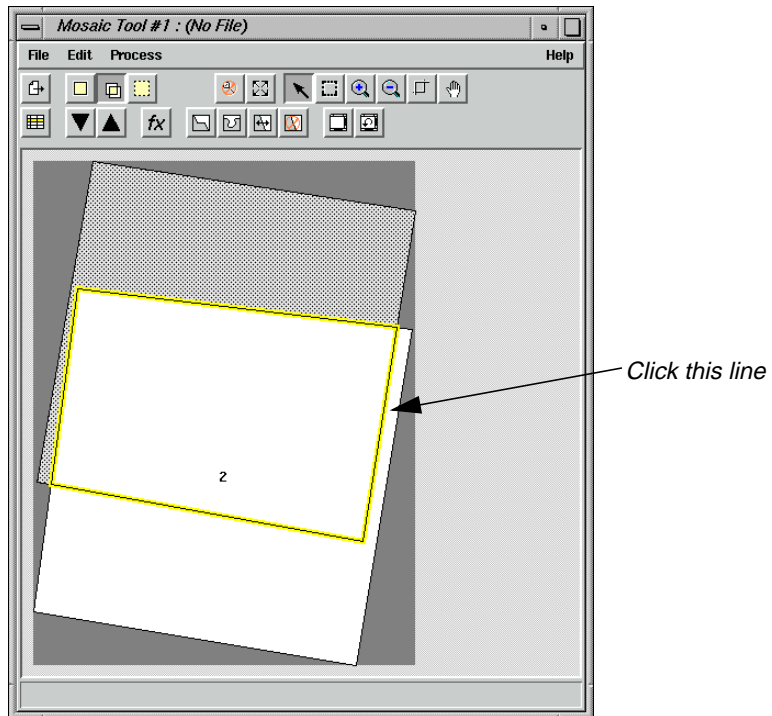 Mosaic Tool #1 : (No File)
File Edit Process Help
fx
Click this line
2